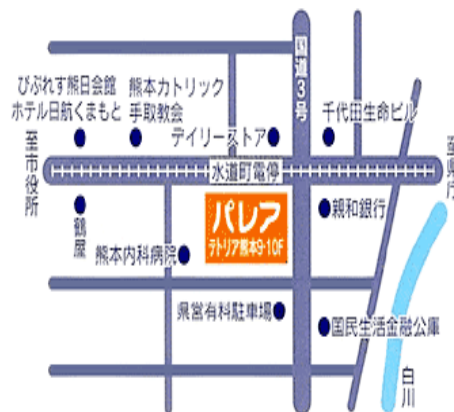 国道3号
びぷれす熊日会館
ホテル日航くまもと
熊本カトリック
手取教会
デイリーストア
千代田生命ビル
至市役所
水道町電停
至県庁
鶴屋
パレア
テトリア熊本9・10F
親和銀行
熊本内科病院
県営有料駐車場
国民生活金融公庫
白川